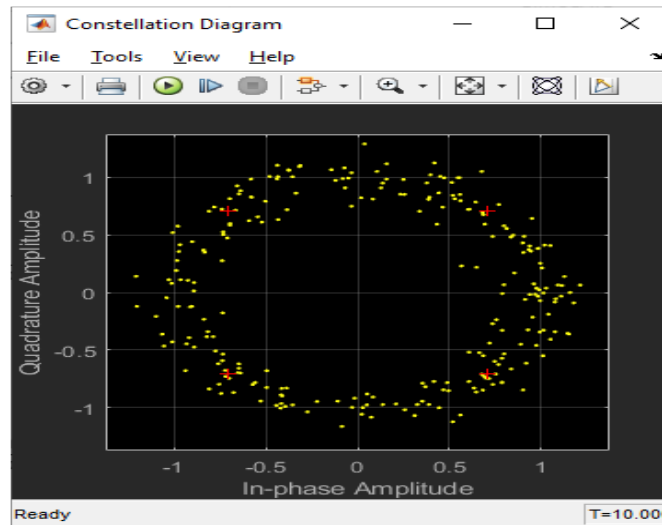 Constellation Diagram
File Tools View Help
Quadrature Amplitude
1
0.5
0
-0.5
-1
-1 -0.5 0 0.5 1
In-phase Amplitude
Ready T=10.00